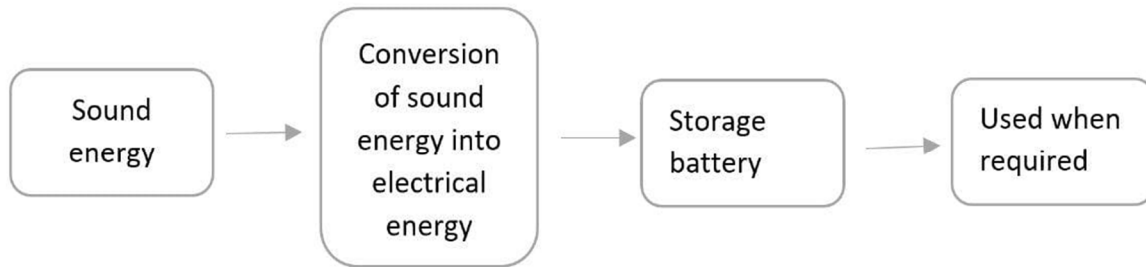 Sound
energy
Conversion
of sound
energy into
electrical
energy
Storage
battery
Used when
required